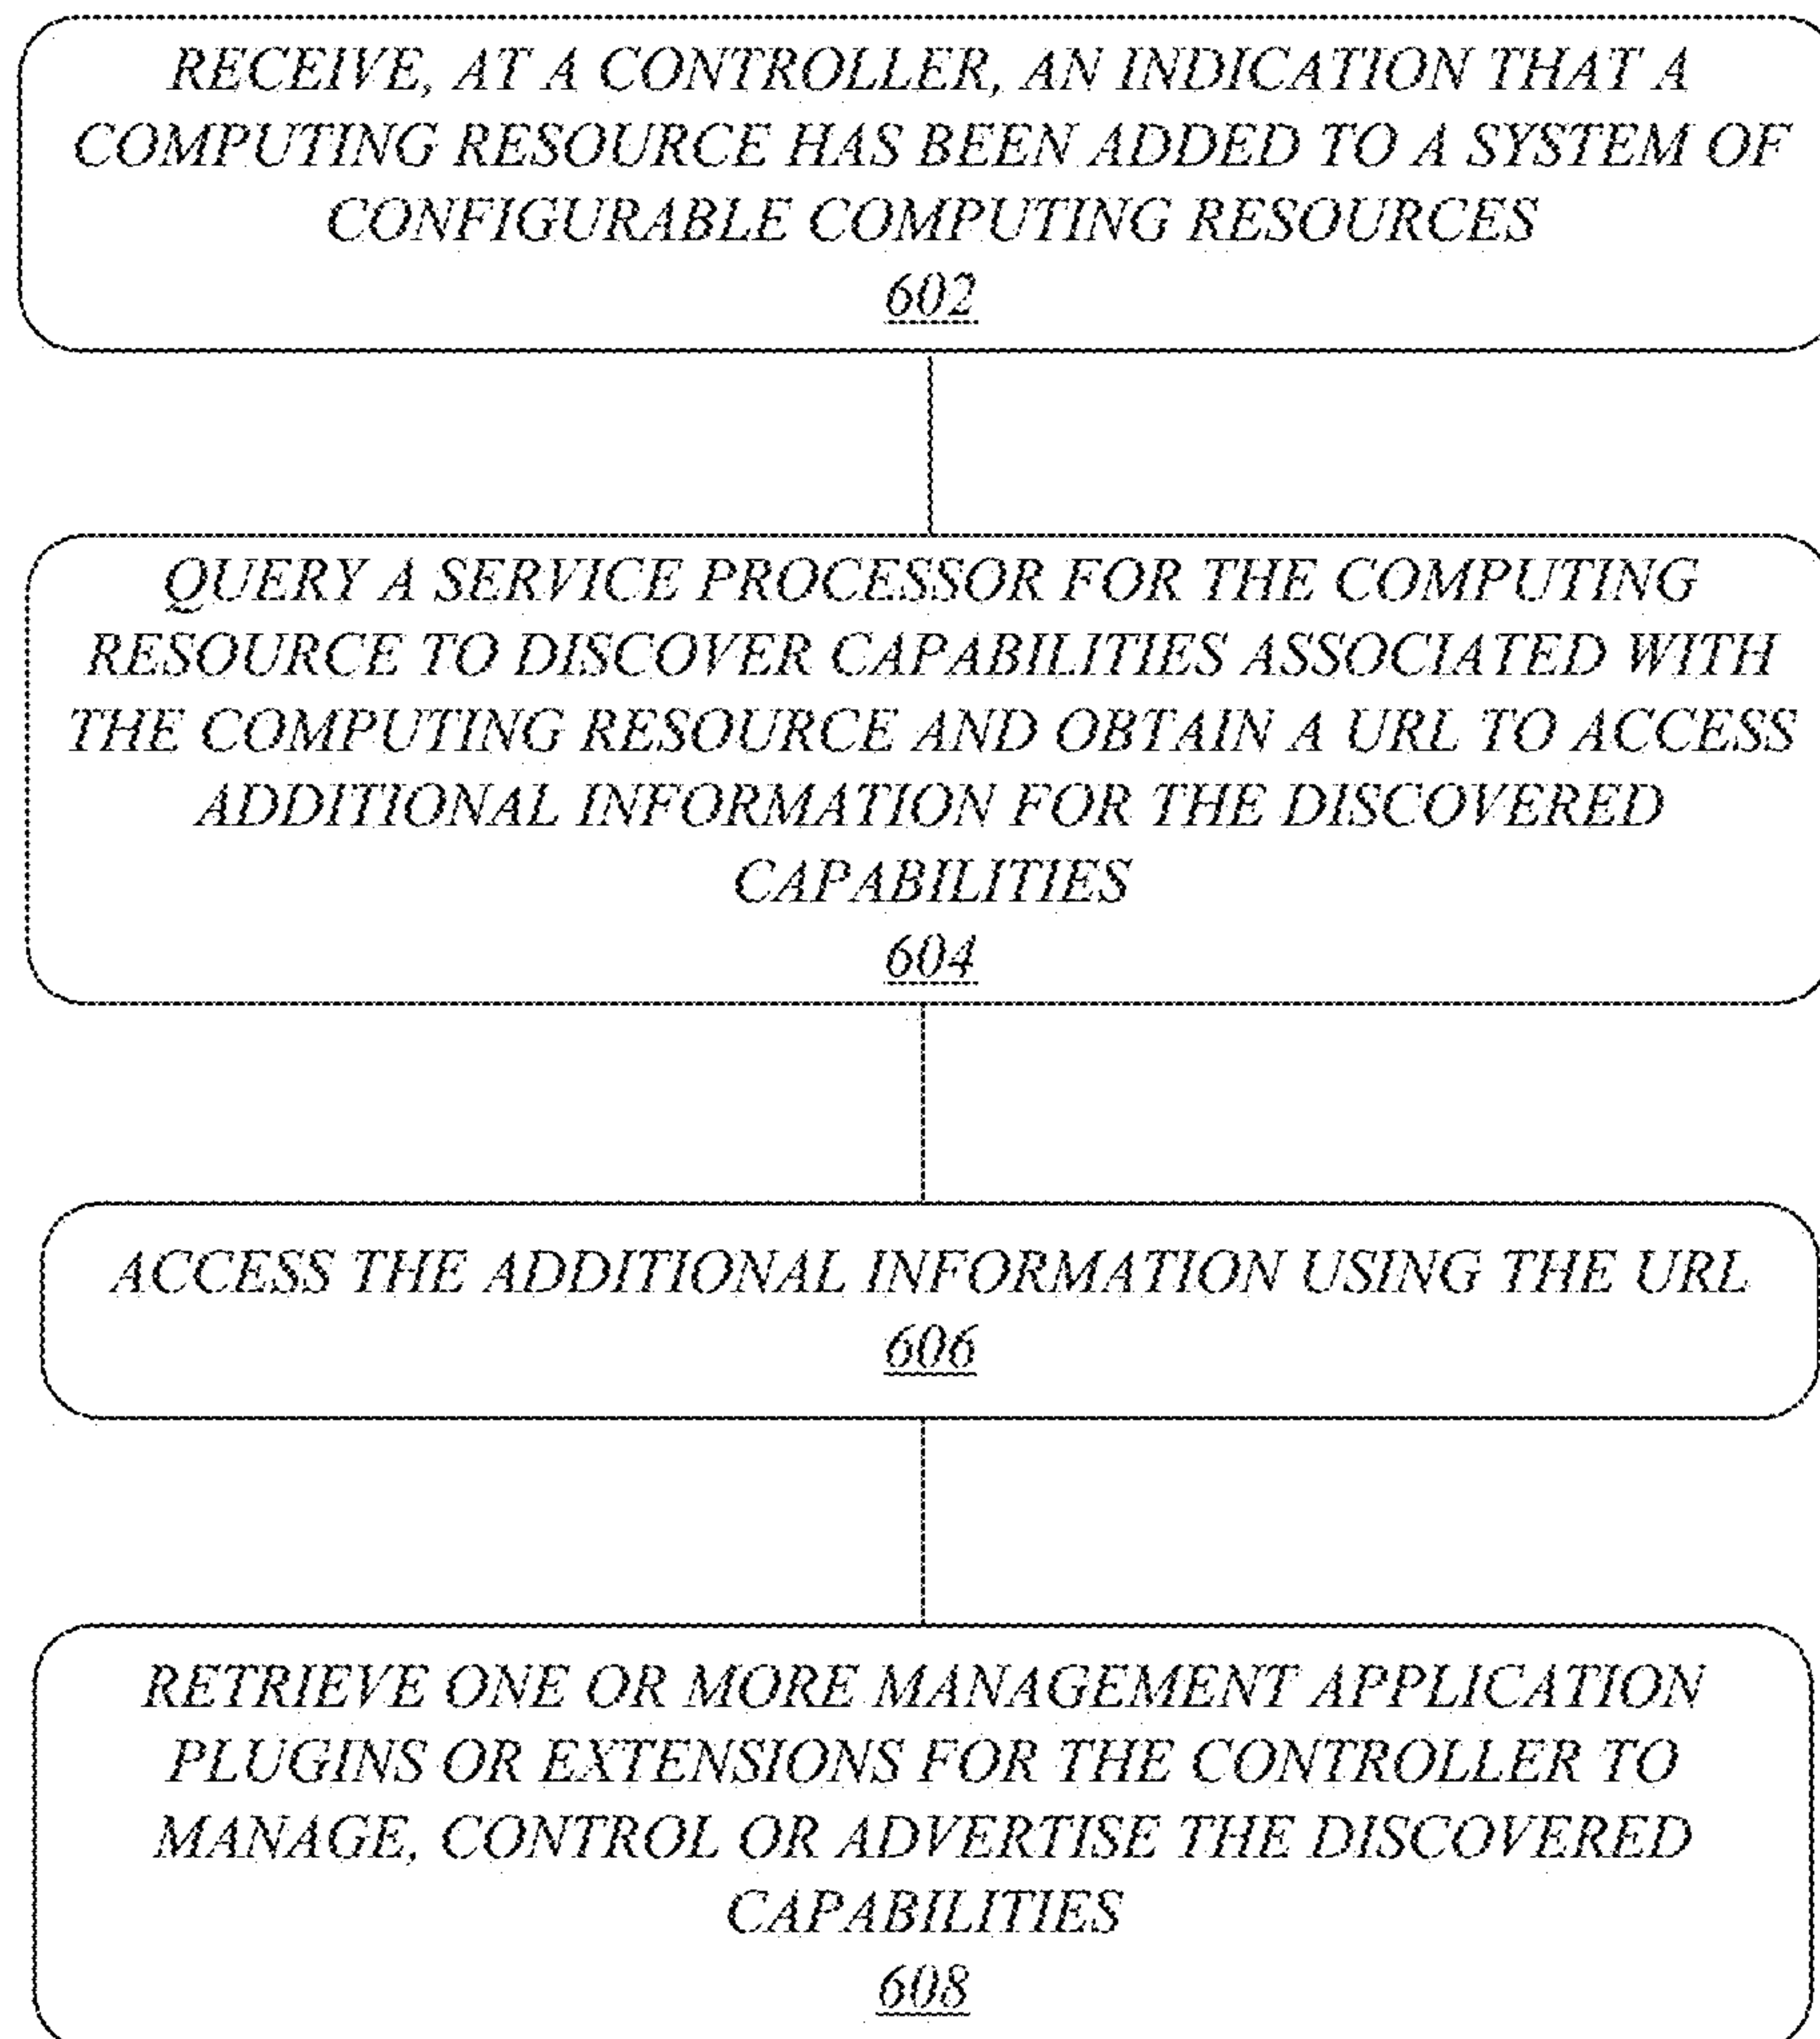 RECEIVE, AT A CONTROLLER, AN INDICATION THAT A
COMPUTING RESOURCE HAS BEEN ADDED TO A SYSTEM OF
CONFIGURABLE COMPUTING RESOURCES
602
QUERY A SERVICE PROCESSOR FOR THE COMPUTING
RESOURCE TO DISCOVER CAPABILITIES ASSOCIATED WITH
THE COMPUTING RESOURCE AND OBTAIN A URL TO ACCESS
ADDITIONAL INFORMATION FOR THE DISCOVERED
CAPABILITIES
604
ACCESS THE ADDITIONAL INFORMATION USING THE URL
606
RETRIEVE ONE OR MORE MANAGEMENT APPLICATION
PLUGINS OR EXTENSIONS FOR THE CONTROLLER TO
MANAGE, CONTROL OR ADVERTISE THE DISCOVERED
CAPABILITIES
608